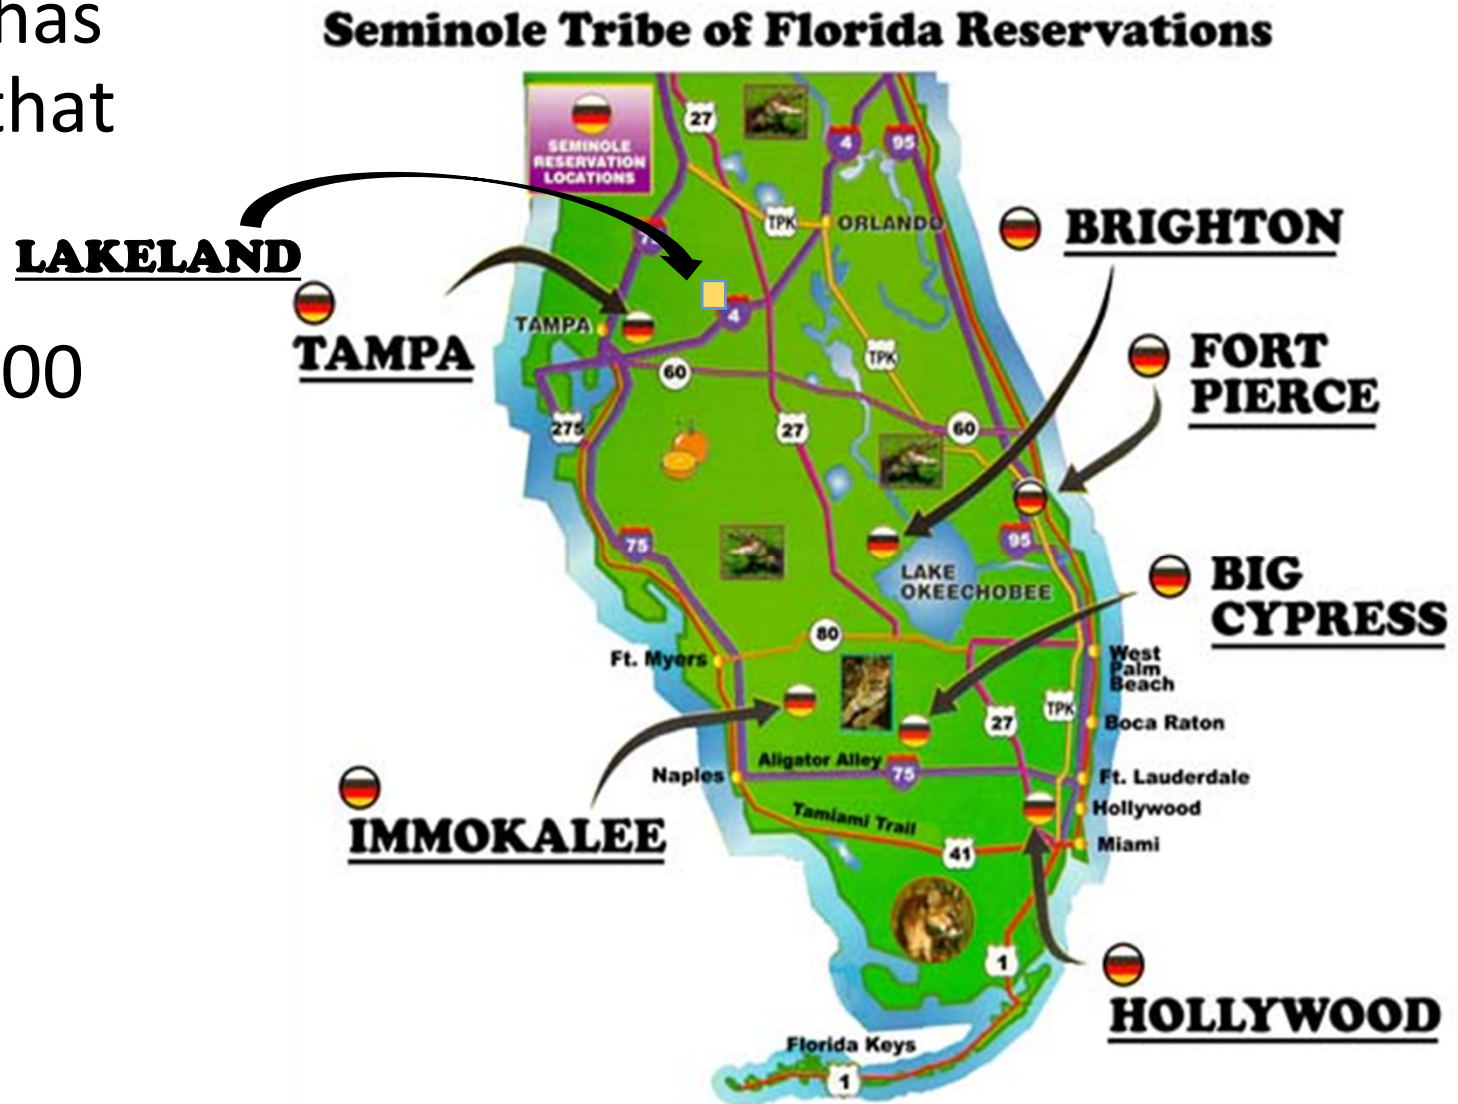 has
that
00
Seminole Tribe of Florida Reservations
SEMINOLE
RESERVATION
LOCATIONS
27
4
95
TPK
ORLANDO
BRIGHTON
LAKELAND
TAMPA
TAMPA
4
TPK
FORT
PIERCE
60
275
27
60
75
95
LAKE
OKEECHOBEE
BIG
CYPRESS
80
Ft. Myers
West
Palm
Beach
27
TPK
Boca Raton
Aligator Alley
75
Naples
Ft. Lauderdale
Hollywood
IMMOKALEE
Tamiami Trail
41
Miami
1
HOLLYWOOD
Florida Keys
1